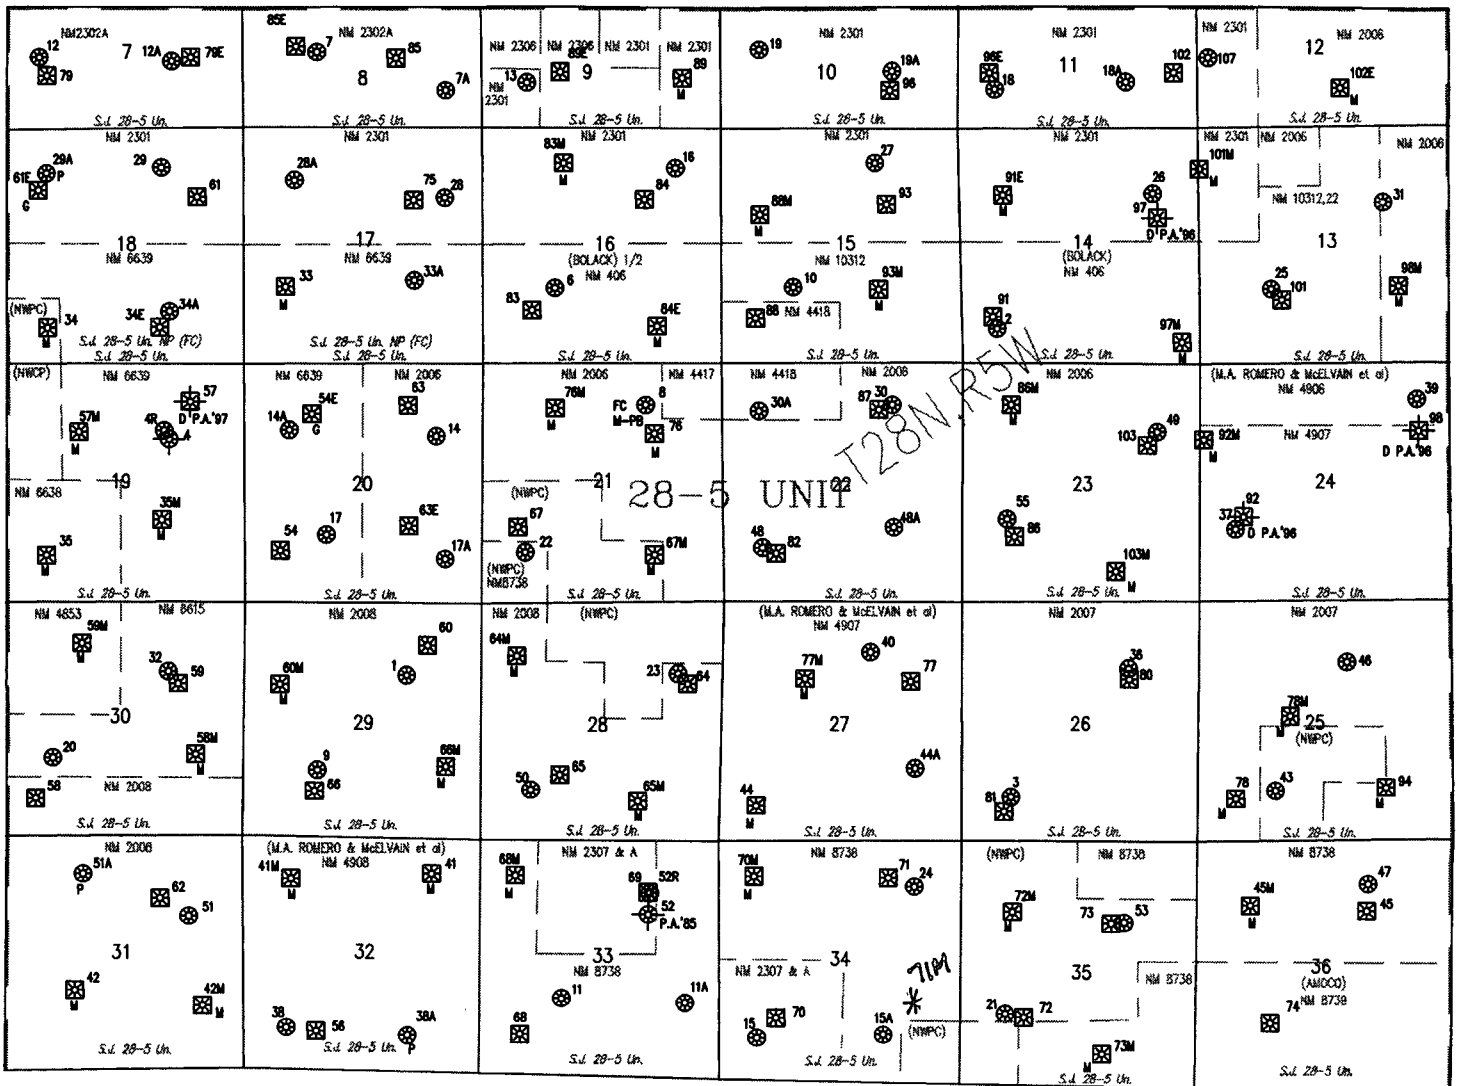 85E
NM 2302A
NM2302A
12
7
12A
79E
79
7
85
8
7A
NM 2306
NM 2306
NM 2301
NM 2301
89E
9
13
89
M
NM
2301
NM 2301
19
10
19A
96
NM 2301
96E
11
102
18
18A
NM 2301
12
NM 2006
107
102E
M
S.J. 28-5 Un.
S.J. 28-5 Un.
S.J. 28-5 Un.
S.J. 28-5 Un.
S.J. 28-5 Un.
NM 2301
29A
P
29
61E
G
61
18
NM 6639
(NWPC)
34
M
34E
34A
S.J. 28-5 Un. NP (FC)
S.J. 28-5 Un.
NM 2301
28A
75
28
17
NM 6639
33
M
33A
S.J. 28-5 Un. NP (FC)
S.J. 28-5 Un.
NM 2301
83M
M
16
84
16
(BOLACK) 1/2
NM 406
6
83
84E
M
S.J. 28-5 Un.
NM 2301
27
88M
M
93
15
NM 10312
10
93M
M
88
NM 4418
S.J. 28-5 Un.
NM 2301
91E
M
26
97
D P.A.'96
14
(BOLACK)
NM 406
91
2
97M
M
S.J. 28-5 Un.
NM 2301
NM 2006
NM 2006
101M
M
NM 10312,22
31
13
25
101
98M
M
S.J. 28-5 Un.
T28N,R5W
28-5 UNIT
(NWCP)
NM 6639
57
57M
M
D P.A.'97
4R
4
19
NM 6638
35M
M
35
M
S.J. 28-5 Un.
NM 6639
NM 2006
54E
G
14A
63
14
20
17
54
63E
17A
S.J. 28-5 Un.
NM 2006
NM 4417
76M
M
FC
M-PB
8
76
M
21
(NWPC)
67
22
(NWPC)
NM8738
67M
M
S.J. 28-5 Un.
NM 4418
NM 2008
30A
87
30
22
48
82
48A
S.J. 28-5 Un.
NM 2006
86M
M
49
103
23
55
86
103M
M
S.J. 28-5 Un.
(M.A. ROMERO & McELVAIN et al)
NM 4906
39
NM 4907
92M
M
98
D P.A.'96
24
92
37
D P.A.'96
S.J. 28-5 Un.
NM 4853
NM 6615
59M
M
32
59
30
20
58M
M
58
NM 2008
S.J. 28-5 Un.
NM 2008
60
60M
M
1
29
9
66
66M
M
S.J. 28-5 Un.
NM 2008
(NWPC)
64M
M
23
64
28
50
65
65M
M
S.J. 28-5 Un.
(M.A. ROMERO & McELVAIN et al)
NM 4907
40
77M
M
77
27
44A
44
M
S.J. 28-5 Un.
NM 2007
36
80
26
3
81
S.J. 28-5 Un.
NM 2007
46
78M
M
25
(NWPC)
78
M
43
94
M
S.J. 28-5 Un.
NM 2006
51A
P
62
51
31
42
M
42M
M
S.J. 28-5 Un.
(M.A. ROMERO & McELVAIN et al)
NM 4908
41M
M
41
M
32
38
56
38A
P
S.J. 28-5 Un.
NM 2307 & A
68M
M
69
52R
52
P.A.'85
33
NM 8738
11
11A
68
S.J. 28-5 Un.
NM 8738
70M
M
71
24
34
NM 2307 & A
71M
70
15
15A
(NWPC)
S.J. 28-5 Un.
(NWPC)
NM 8738
72M
M
73
53
35
NM 8738
21
72
73M
M
S.J. 28-5 Un.
NM 8738
47
45M
M
45
36
(AMOCO)
NM 8739
74
S.J. 28-5 Un.